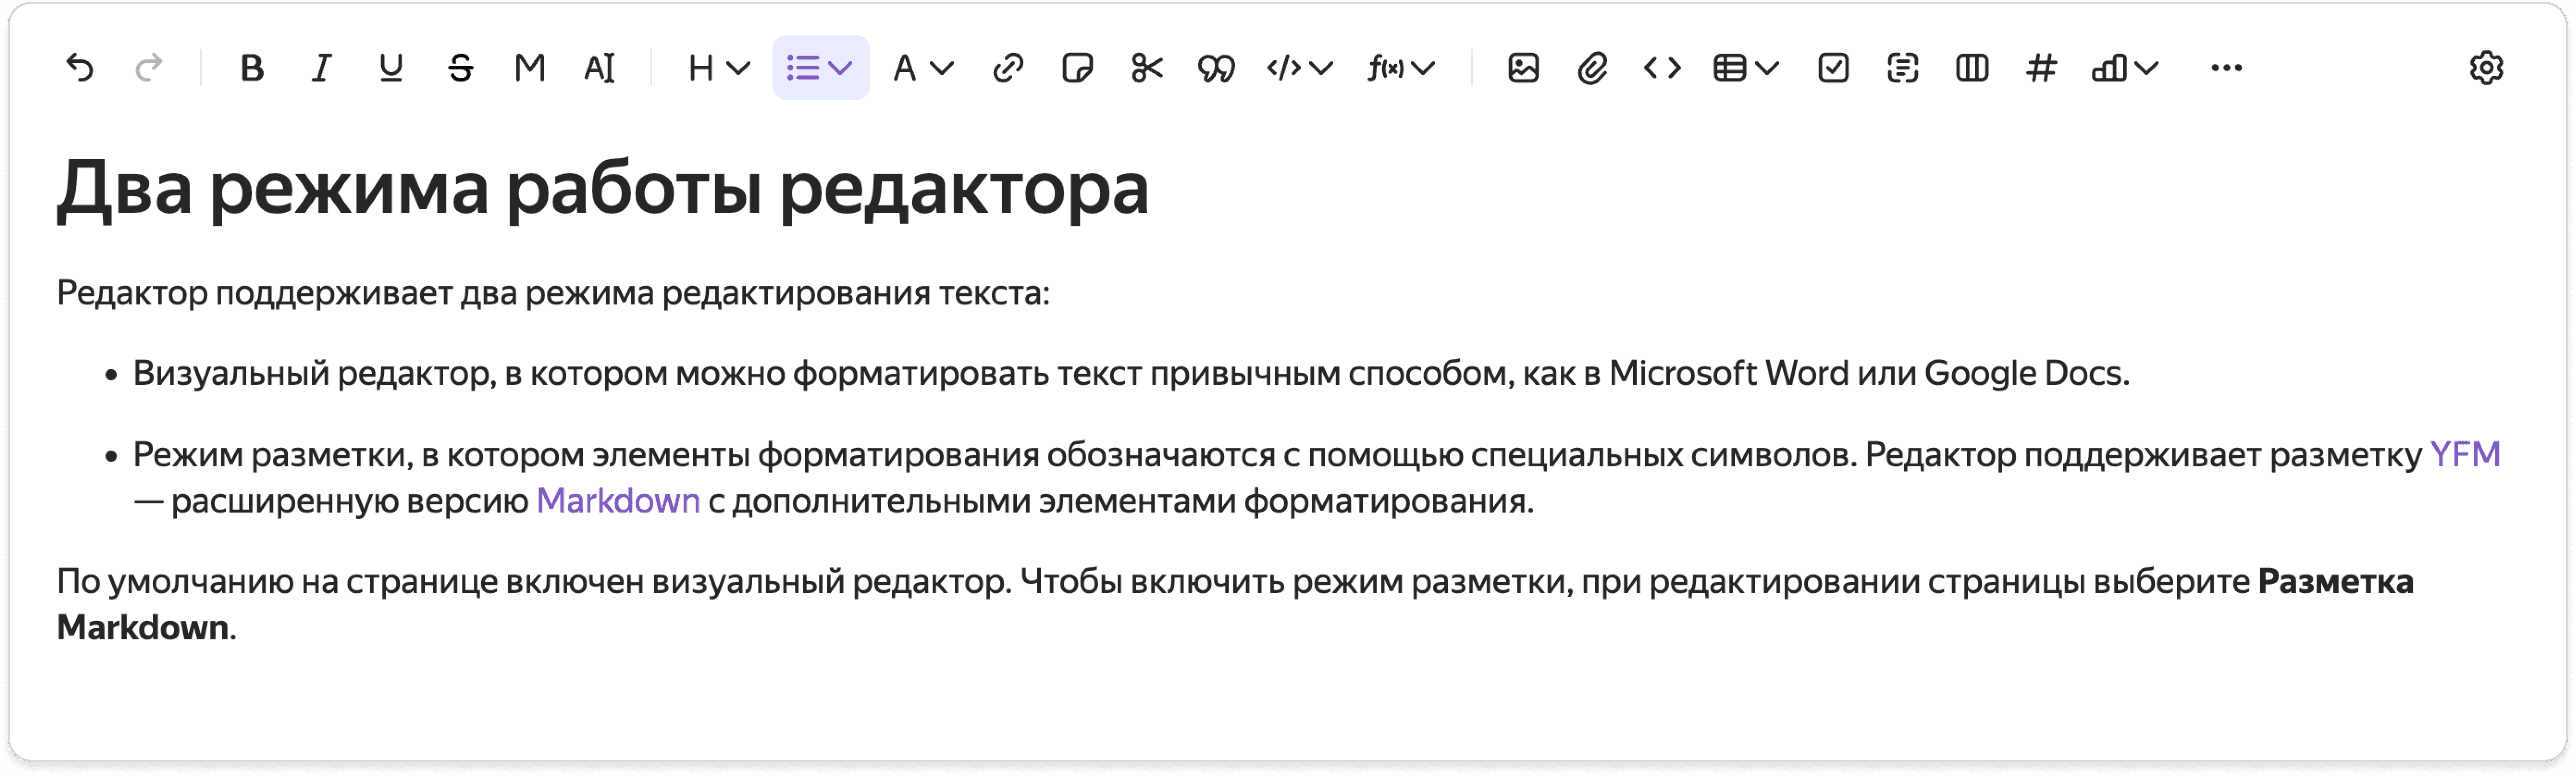 B I U S M AI H A f(x) #
Два режима работы редактора
Редактор поддерживает два режима редактирования текста:
• Визуальный редактор, в котором можно форматировать текст привычным способом, как в Microsoft Word или Google Docs.
• Режим разметки, в котором элементы форматирования обозначаются с помощью специальных символов. Редактор поддерживает разметку YFM
— расширенную версию Markdown с дополнительными элементами форматирования.
По умолчанию на странице включен визуальный редактор. Чтобы включить режим разметки, при редактировании страницы выберите Разметка
Markdown.